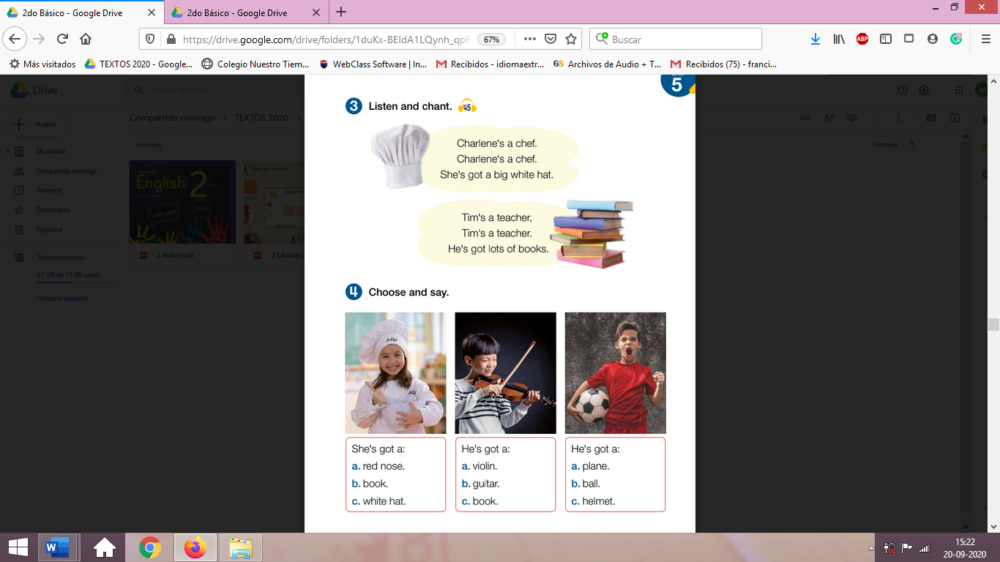 2do Básico - Google Drive
2do Básico - Google Drive
https://drive.google.com/drive/folders/1duKx-BEIdA1LQynh_qp6
67%
Buscar
Más visitados
TEXTOS 2020 - Google...
Colegio Nuestro Tiem...
WebClass Software | In...
Recibidos - idiomaextr...
Archivos de Audio + T...
Recibidos (75) - franci...
Drive
Buscar en Drive
Nuevo
Compartido conmigo > TEXTOS 2020 >
Nombre
Mi unidad
Compartido conmigo
Reciente
Destacados
Papelera
Almacenamiento
6,7 GB de 15 GB usado
Comprar espacio
Archivos
English 2
2 Activity.pdf
Time for school
2 Láminas.p
5
3 Listen and chant. 45
Charlene's a chef.
Charlene's a chef.
She's got a big white hat.
Tim's a teacher,
Tim's a teacher.
He's got lots of books.
4 Choose and say.
She's got a:
a. red nose.
b. book.
c. white hat.
He's got a:
a. violin.
b. guitar.
c. book.
He's got a:
a. plane.
b. ball.
c. helmet.
15:22
20-09-2020